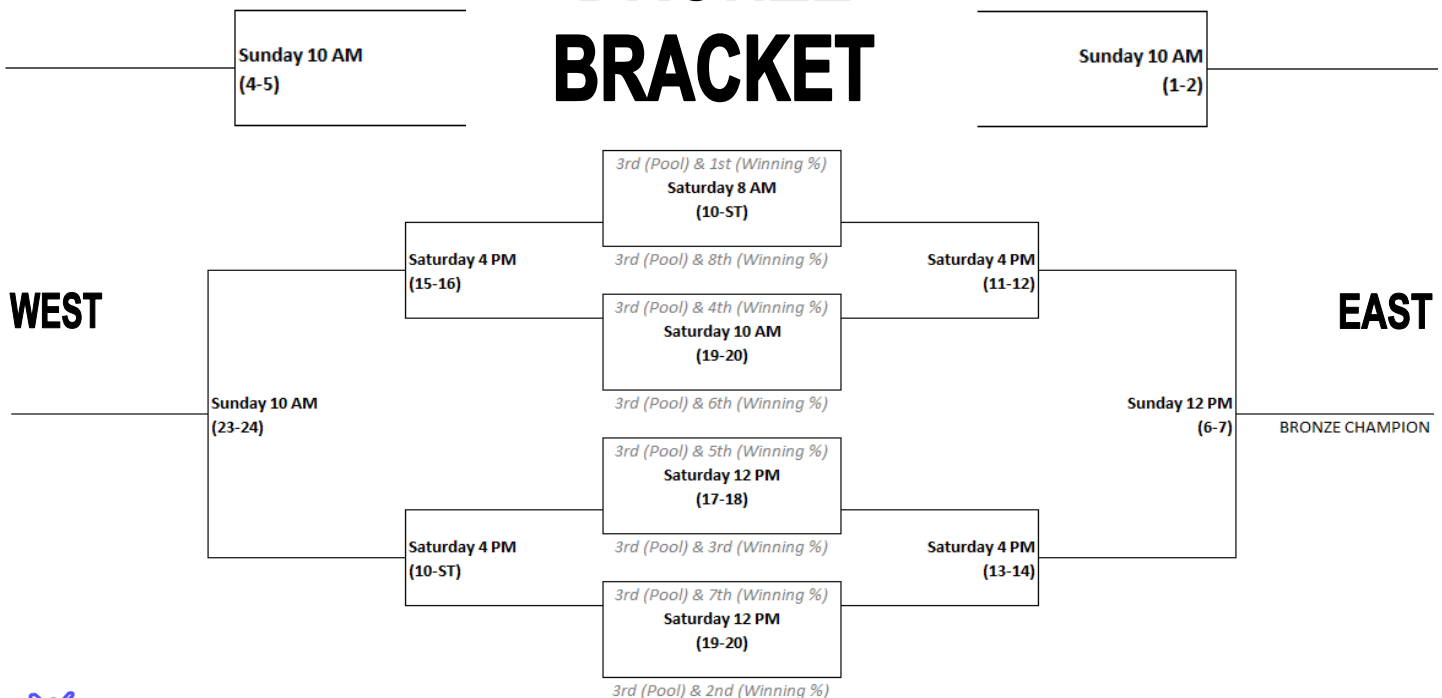 BRACKET
Sunday 10 AM
(4-5)
Sunday 10 AM
(1-2)
3rd (Pool) & 1st (Winning %)
Saturday 8 AM
(10-ST)
3rd (Pool) & 8th (Winning %)
Saturday 4 PM
(15-16)
Saturday 4 PM
(11-12)
3rd (Pool) & 4th (Winning %)
Saturday 10 AM
(19-20)
3rd (Pool) & 6th (Winning %)
WEST
EAST
Sunday 10 AM
(23-24)
Sunday 12 PM
(6-7)
BRONZE CHAMPION
3rd (Pool) & 5th (Winning %)
Saturday 12 PM
(17-18)
3rd (Pool) & 3rd (Winning %)
Saturday 4 PM
(10-ST)
Saturday 4 PM
(13-14)
3rd (Pool) & 7th (Winning %)
Saturday 12 PM
(19-20)
3rd (Pool) & 2nd (Winning %)